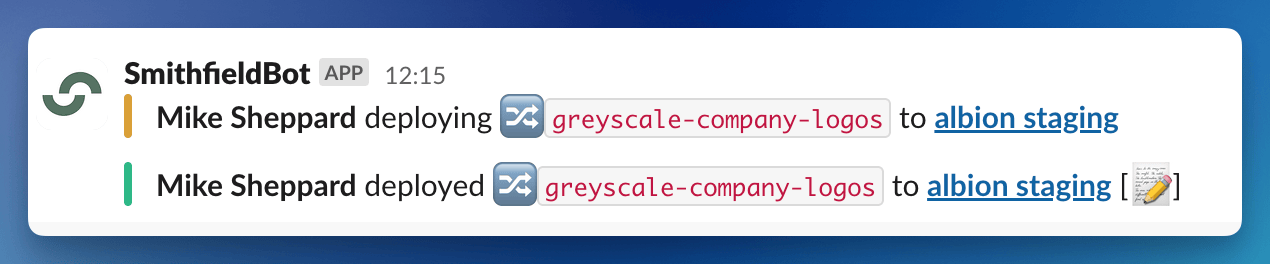 SmithfieldBot APP 12:15
Mike Sheppard deploying 🔀 greyscale-company-logos to albion staging
Mike Sheppard deployed 🔀 greyscale-company-logos to albion staging [📝]